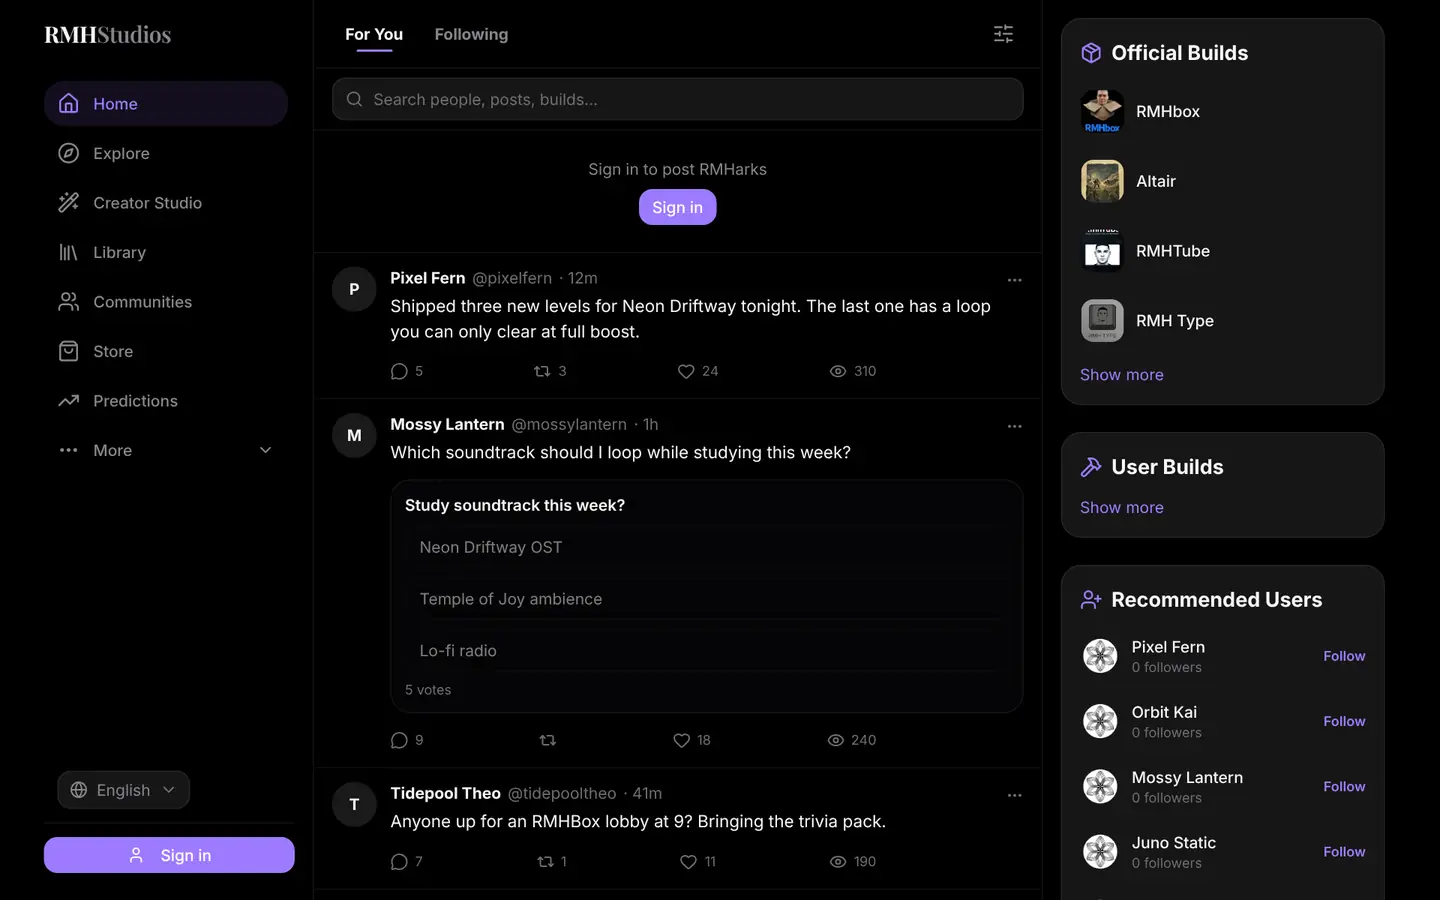 RMHStudios
Home
Explore
Creator Studio
Library
Communities
Store
Predictions
More
English
Sign in
For You
Following
Search people, posts, builds...
Sign in to post RMHarks
Sign in
Pixel Fern @pixelfern · 12m
Shipped three new levels for Neon Driftway tonight. The last one has a loop
you can only clear at full boost.
5 3 24 310
Mossy Lantern @mossylantern · 1h
Which soundtrack should I loop while studying this week?
Study soundtrack this week?
Neon Driftway OST
Temple of Joy ambience
Lo-fi radio
5 votes
9 18 240
Tidepool Theo @tidepooltheo · 41m
Anyone up for an RMHBox lobby at 9? Bringing the trivia pack.
7 1 11 190
Official Builds
RMHbox
RMHbox
Altair
RMHTube
RMH Type
Show more
User Builds
Show more
Recommended Users
Pixel Fern
0 followers
Follow
Orbit Kai
0 followers
Follow
Mossy Lantern
0 followers
Follow
Juno Static
0 followers
Follow
P
M
T